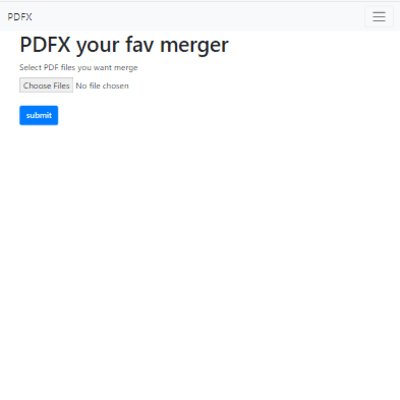 PDFX
PDFX your fav merger
Select PDF files you want merge
Choose Files No file chosen
submit